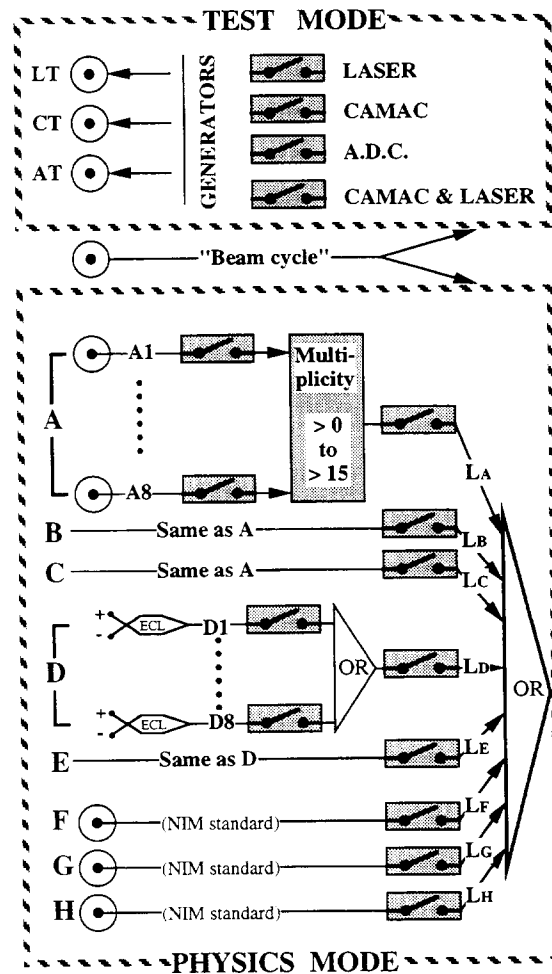 TEST MODE
LT
CT
AT
GENERATORS
LASER
CAMAC
A.D.C.
CAMAC & LASER
"Beam cycle"
A
A1
A8
Multi-
plicity
> 0
to
> 15
LA
B
Same as A
LB
C
Same as A
LC
D
+
-
ECL
D1
+
-
ECL
D8
OR
LD
OR
E
Same as D
LE
F
(NIM standard)
LF
G
(NIM standard)
LG
H
(NIM standard)
LH
PHYSICS MODE